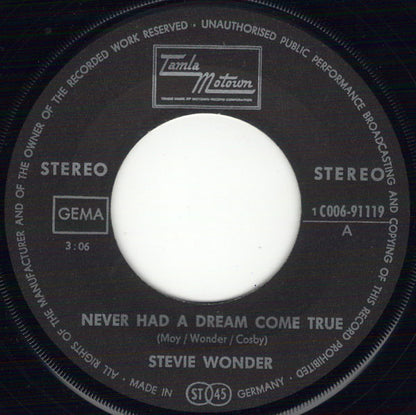 ALL RIGHTS OF THE MANUFACTURER AND OF THE OWNER OF THE RECORDED WORK RESERVED • UNAUTHORISED PUBLIC PERFORMANCE BROADCASTING AND COPYING OF THIS RECORD PROHIBITED
Tamla
Motown
TRADE MARK OF MOTOWN RECORD CORPORATION
STEREO
STEREO
GEMA
1C006-91119
3:06
A
NEVER HAD A DREAM COME TRUE
(Moy / Wonder / Cosby)
STEVIE WONDER
MADE IN ST 45 GERMANY